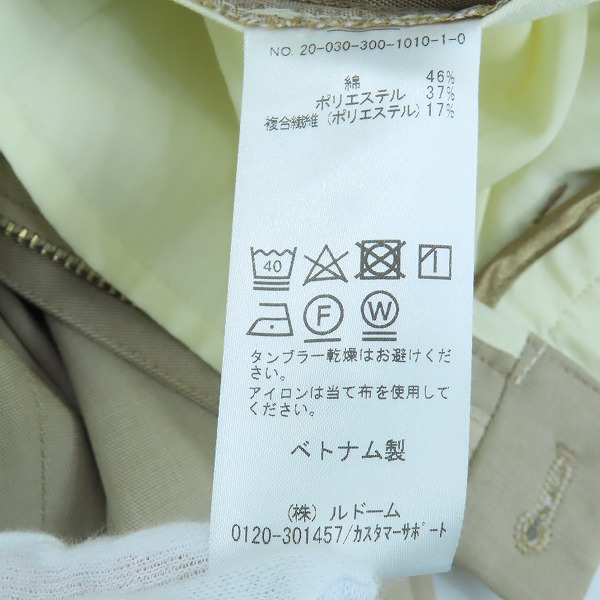 NO. 20-030-300-1010-1-0
綿 46%
ポリエステル 37%
複合繊維 (ポリエステル) 17%
40
F W
タンブラー乾燥はお避けくだ
さい。
アイロンは当て布を使用して
ください。
ベトナム製
(株) ルドーム
0120-301457/カスタマーサポート